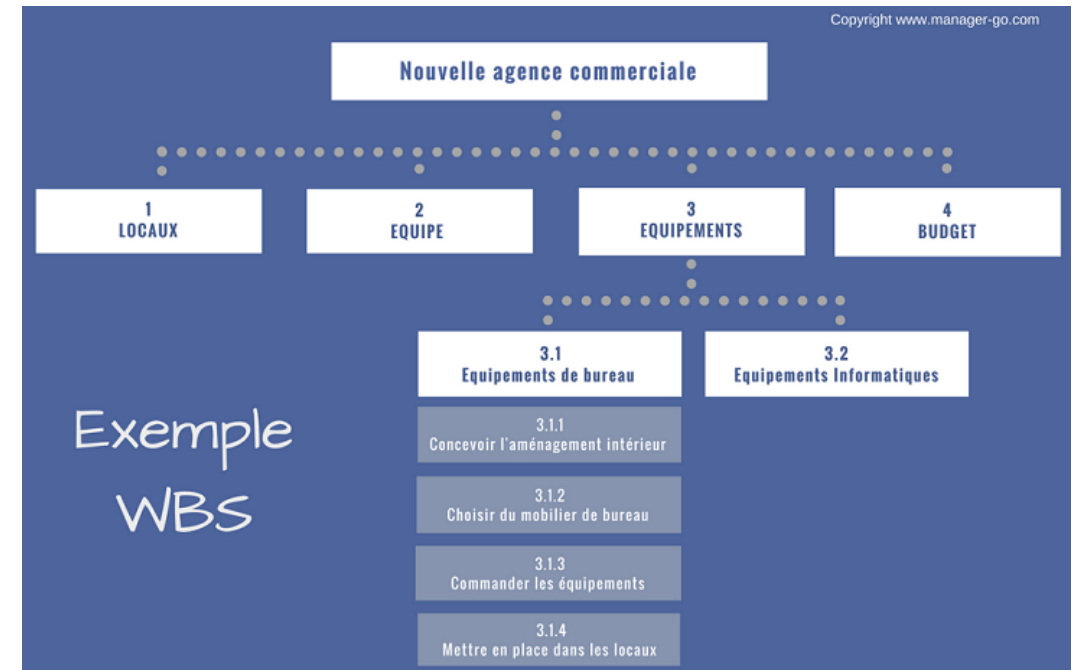 Copyright www.manager-go.com
Nouvelle agence commerciale
1
LOCAUX
2
EQUIPE
3
EQUIPEMENTS
4
BUDGET
3.1
Equipements de bureau
3.2
Equipements Informatiques
Exemple
WBS
3.1.1
Concevoir l'aménagement intérieur
3.1.2
Choisir du mobilier de bureau
3.1.3
Commander les équipements
3.1.4
Mettre en place dans les locaux